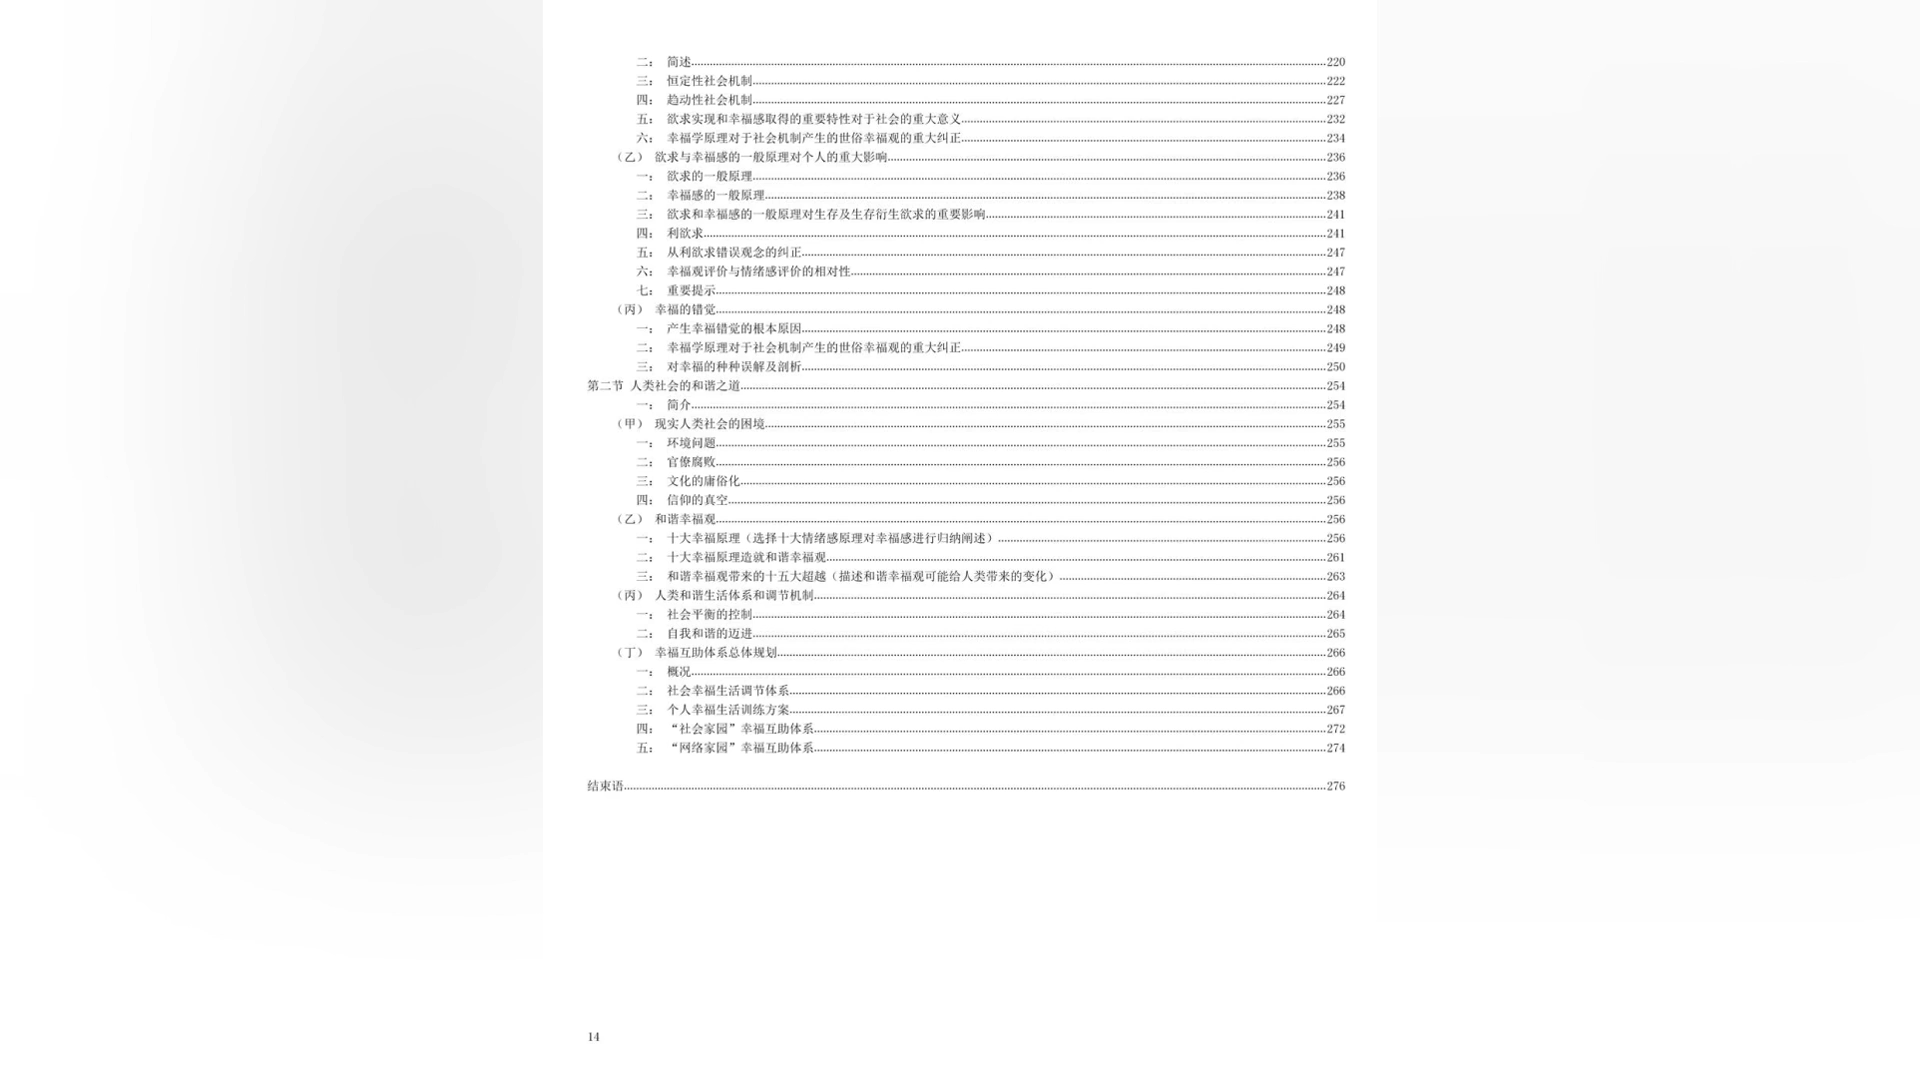 二： 简述........220
三： 恒定性社会机制........222
四： 趋动性社会机制........227
五： 欲求实现和幸福感取得的重要特性对于社会的重大意义........232
六： 幸福学原理对于社会机制产生的世俗幸福观的重大纠正........234
（乙） 欲求与幸福感的一般原理对个人的重大影响........236
一： 欲求的一般原理........236
二： 幸福感的一般原理........238
三： 欲求和幸福感的一般原理对生存及生存衍生欲求的重要影响........241
四： 利欲求........241
五： 从利欲求错误观念的纠正........247
六： 幸福观评价与情绪感评价的相对性........247
七： 重要提示........248
（丙） 幸福的错觉........248
一： 产生幸福错觉的根本原因........248
二： 幸福学原理对于社会机制产生的世俗幸福观的重大纠正........249
三： 对幸福的种种误解及剖析........250
第二节 人类社会的和谐之道........254
一： 简介........254
（甲） 现实人类社会的困境........255
一： 环境问题........255
二： 官僚腐败........256
三： 文化的庸俗化........256
四： 信仰的真空........256
（乙） 和谐幸福观........256
一： 十大幸福原理（选择十大情绪感原理对幸福感进行归纳阐述）........256
二： 十大幸福原理造就和谐幸福观........261
三： 和谐幸福观带来的十五大超越（描述和谐幸福观可能给人类带来的变化）........263
（丙） 人类和谐生活体系和调节机制........264
一： 社会平衡的控制........264
二： 自我和谐的迈进........265
（丁） 幸福互助体系总体规划........266
一： 概况........266
二： 社会幸福生活调节体系........266
三： 个人幸福生活训练方案........267
四： “社会家园”幸福互助体系........272
五： “网络家园”幸福互助体系........274
结束语........276
14